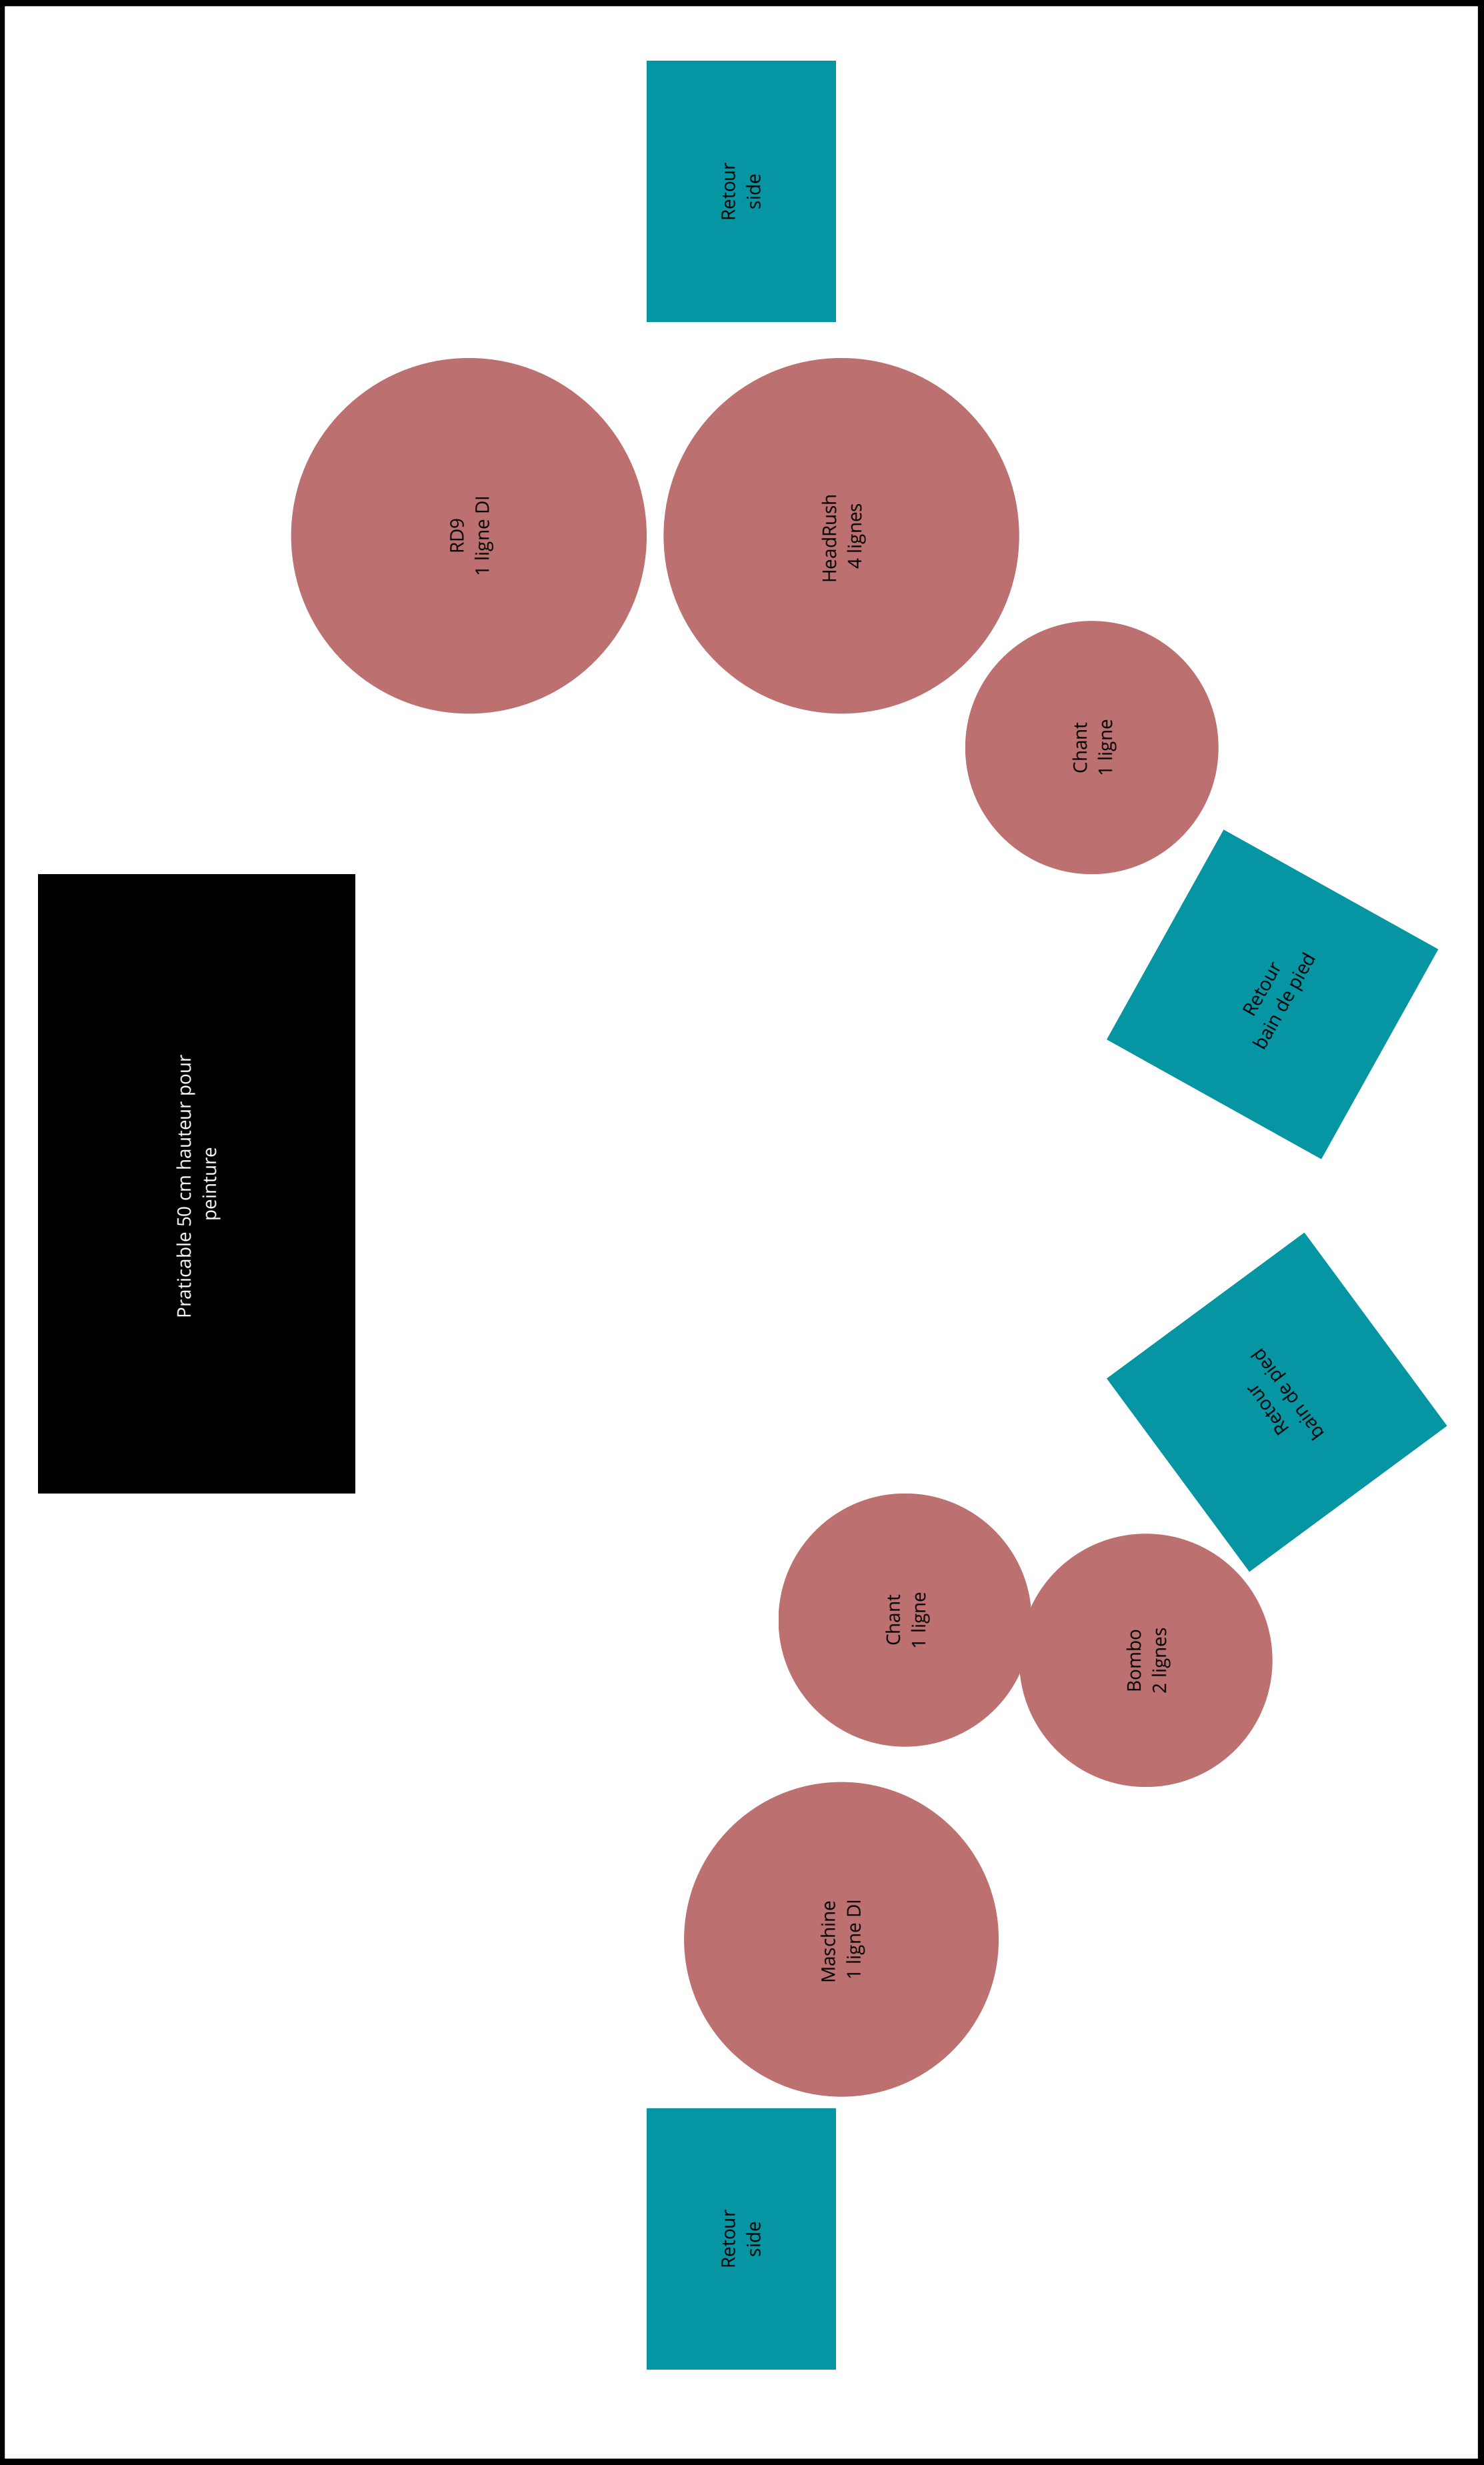 Retour
side
RD9
1 ligne DI
HeadRush
4 lignes
Chant
1 ligne
Retour
bain de pied
Praticable 50 cm hauteur pour
peinture
Retour
bain de pied
Chant
1 ligne
Bombo
2 lignes
Maschine
1 ligne DI
Retour
side